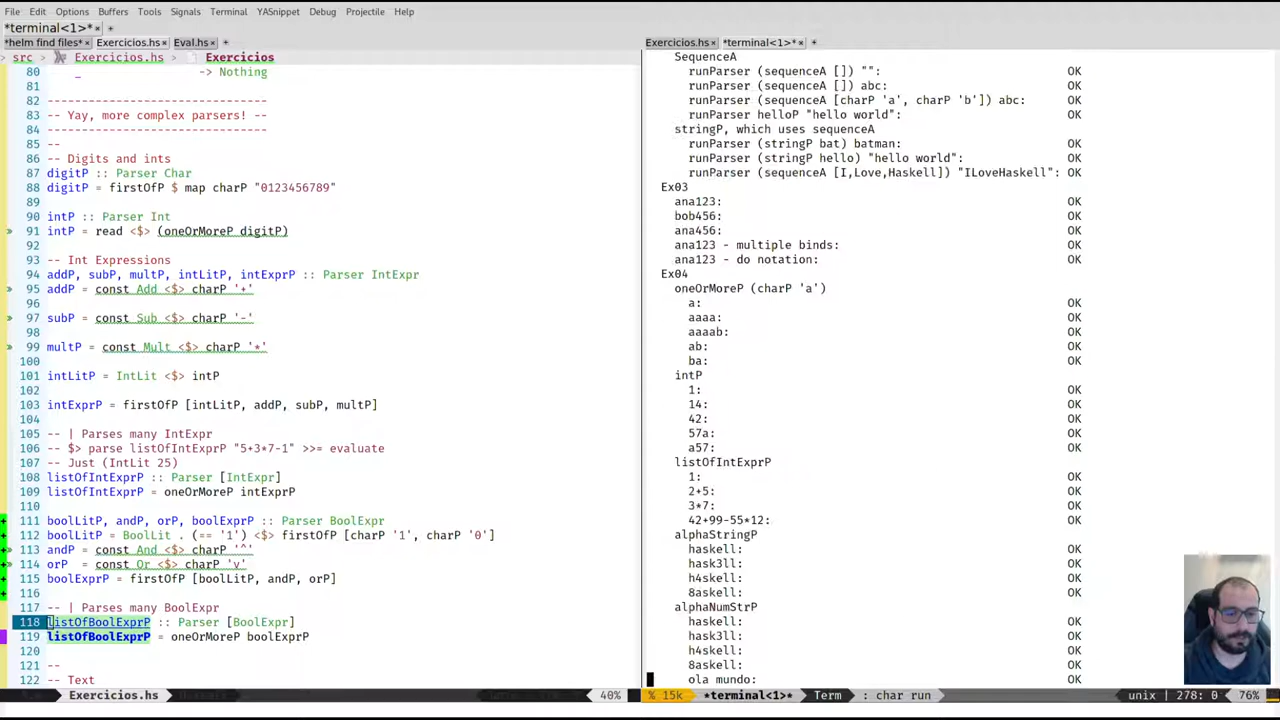 File Edit Options Buffers Tools Signals Terminal YASnippet Debug Projectile Help
*terminal<1>* × +
*helm find files* × Exercicios.hs × Eval.hs × +
src > Exercicios.hs > Exercicios
80 _ -> Nothing
81
82 -------------------------------
83 -- Yay, more complex parsers! --
84 -------------------------------
85 --
86 -- Digits and ints
87 digitP :: Parser Char
88 digitP = firstOfP $ map charP "0123456789"
89
90 intP :: Parser Int
91 intP = read <$> (oneOrMoreP digitP)
92
93 -- Int Expressions
94 addP, subP, multP, intLitP, intExprP :: Parser IntExpr
95 addP = const Add <$> charP '+'
96
97 subP = const Sub <$> charP '-'
98
99 multP = const Mult <$> charP '*'
100
101 intLitP = IntLit <$> intP
102
103 intExprP = firstOfP [intLitP, addP, subP, multP]
104
105 -- | Parses many IntExpr
106 -- $> parse listOfIntExprP "5+3*7-1" >>= evaluate
107 -- Just (IntLit 25)
108 listOfIntExprP :: Parser [IntExpr]
109 listOfIntExprP = oneOrMoreP intExprP
110
111 boolLitP, andP, orP, boolExprP :: Parser BoolExpr
112 boolLitP = BoolLit . (== '1') <$> firstOfP [charP '1', charP '0']
113 andP = const And <$> charP '^'
114 orP = const Or <$> charP 'v'
115 boolExprP = firstOfP [boolLitP, andP, orP]
116
117 -- | Parses many BoolExpr
118 listOfBoolExprP :: Parser [BoolExpr]
119 listOfBoolExprP = oneOrMoreP boolExprP
120
121 --
122 -- Text
Exercicios.hs 40%
Exercicios.hs × *terminal<1>* × +
SequenceA
runParser (sequenceA []) "": OK
runParser (sequenceA []) abc: OK
runParser (sequenceA [charP 'a', charP 'b']) abc: OK
runParser helloP "hello world": OK
stringP, which uses sequenceA
runParser (stringP bat) batman: OK
runParser (stringP hello) "hello world": OK
runParser (sequenceA [I,Love,Haskell]) "ILoveHaskell": OK
Ex03
ana123: OK
bob456: OK
ana456: OK
ana123 - multiple binds: OK
ana123 - do notation: OK
Ex04
oneOrMoreP (charP 'a')
a: OK
aaaa: OK
aaaab: OK
ab: OK
ba: OK
intP
1: OK
14: OK
42: OK
57a: OK
a57: OK
listOfIntExprP
1: OK
2+5: OK
3*7: OK
42+99-55*12: OK
alphaStringP
haskell: OK
hask3ll: OK
h4skell: OK
8askell: OK
alphaNumStrP
haskell: OK
hask3ll: OK
h4skell: OK
8askell: OK
ola mundo: OK
% 15k *terminal<1>* Term : char run unix | 278: 0 76%